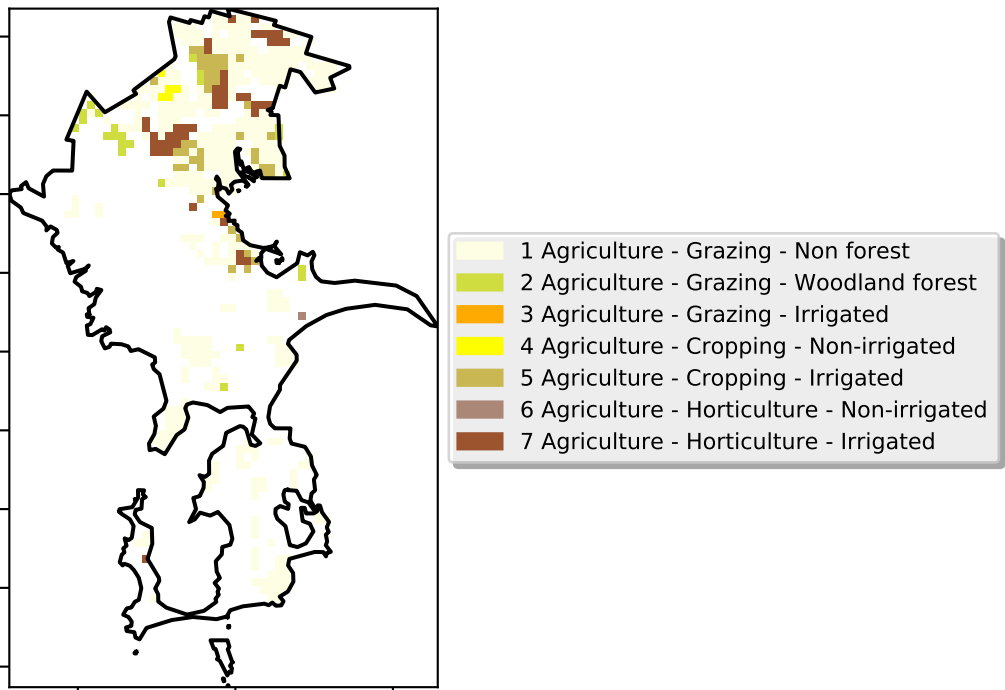 1 Agriculture - Grazing - Non forest
2 Agriculture - Grazing - Woodland forest
3 Agriculture - Grazing - Irrigated
4 Agriculture - Cropping - Non-irrigated
5 Agriculture - Cropping - Irrigated
6 Agriculture - Horticulture - Non-irrigated
7 Agriculture - Horticulture - Irrigated